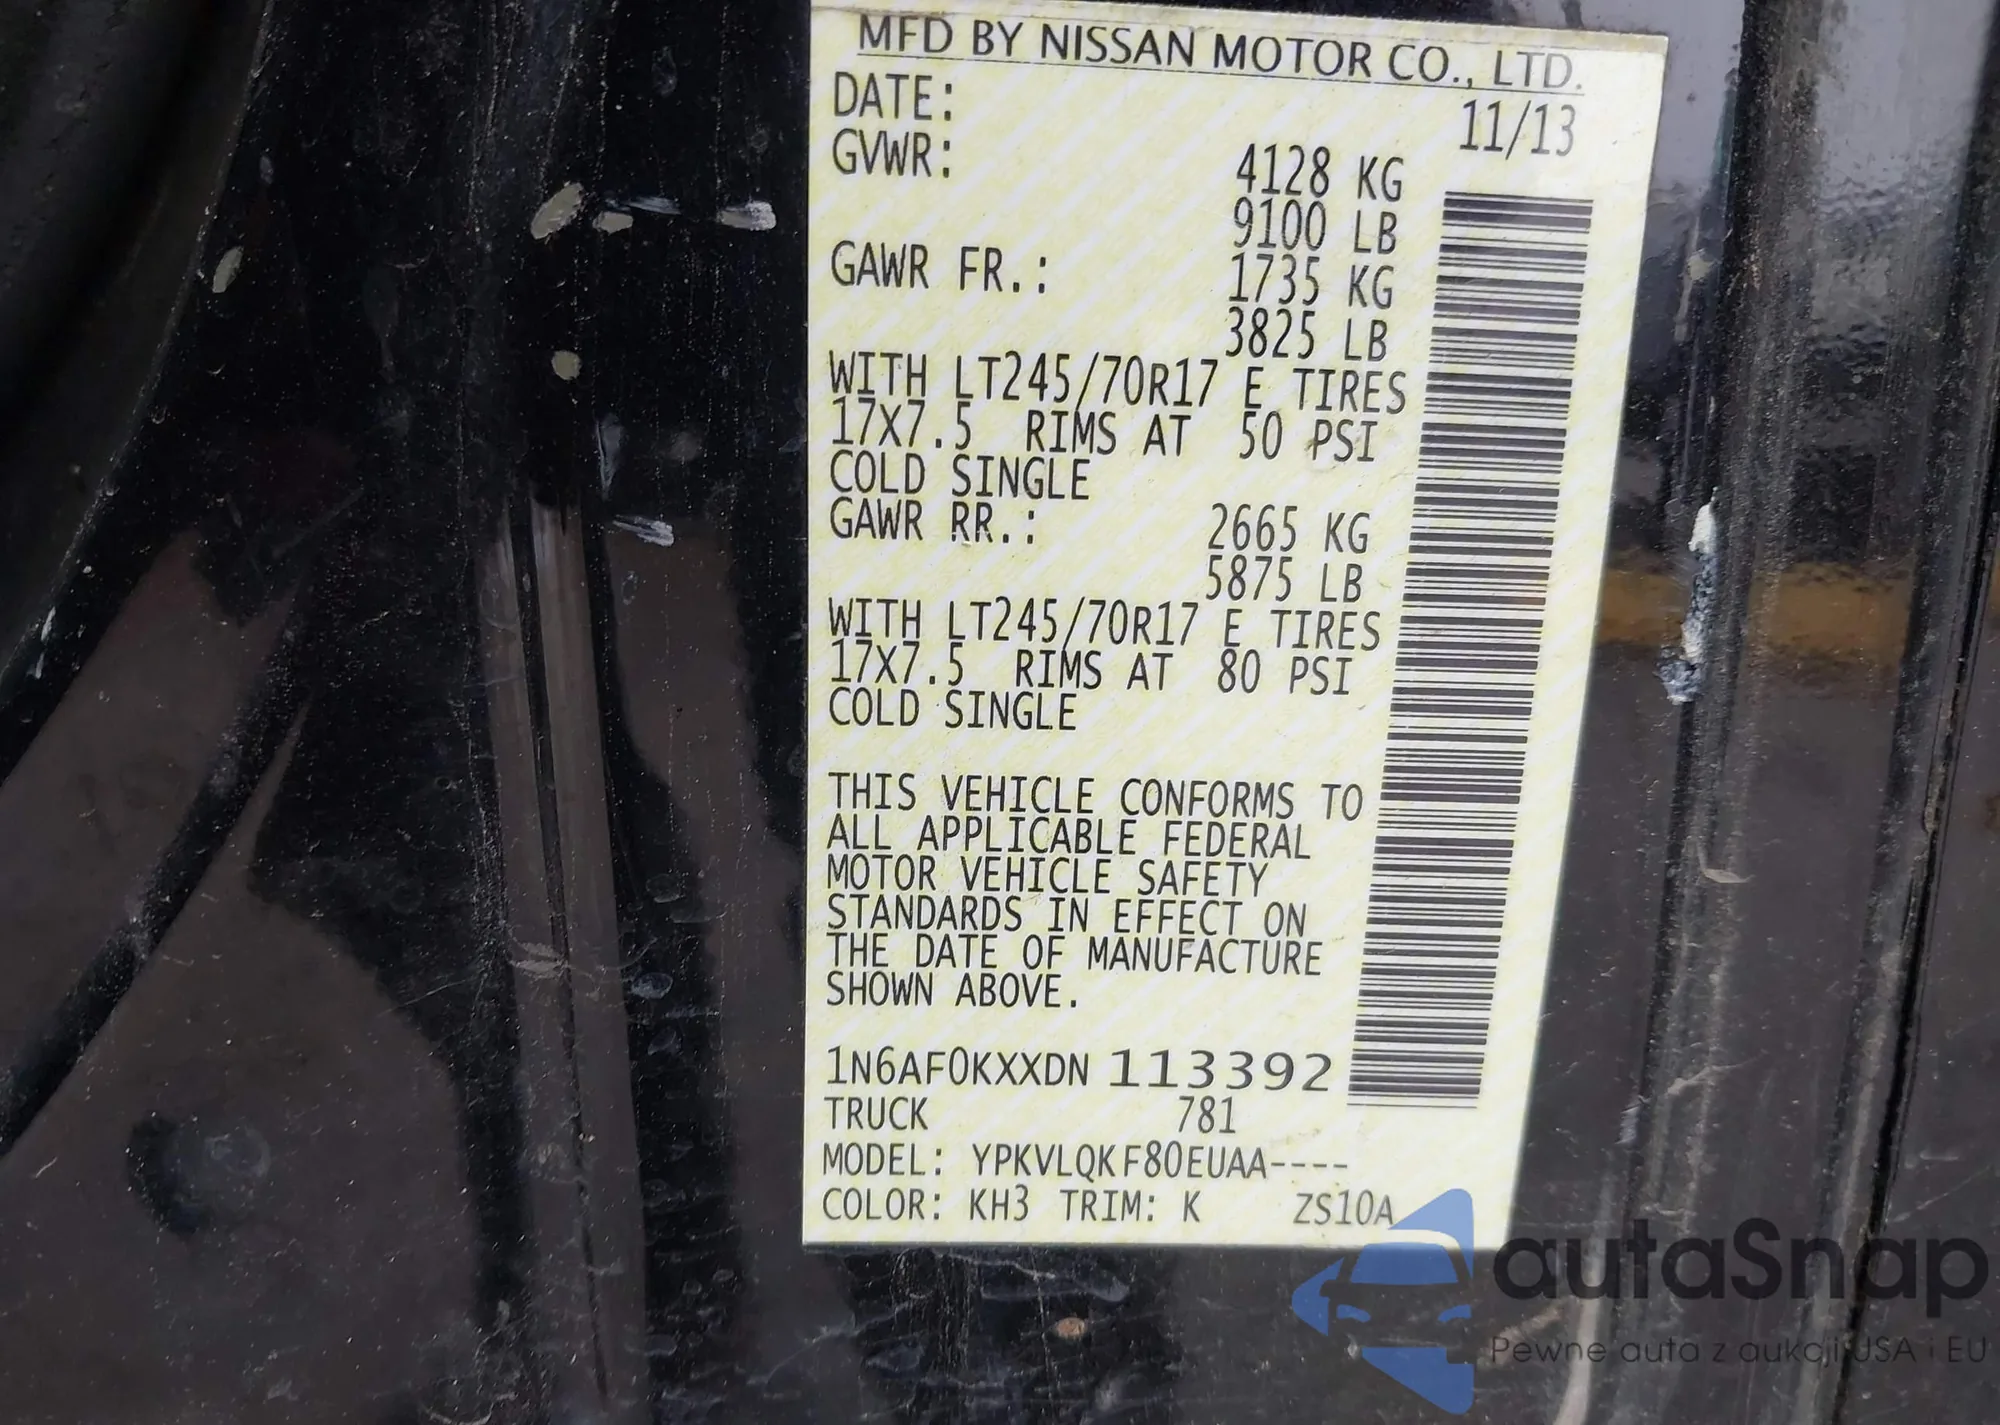 MFD BY NISSAN MOTOR CO., LTD.
DATE: 11/13
GVWR: 4128 KG
9100 LB
GAWR FR.: 1735 KG
3825 LB
WITH LT245/70R17 E TIRES
17X7.5 RIMS AT 50 PSI
COLD SINGLE
GAWR RR.: 2665 KG
5875 LB
WITH LT245/70R17 E TIRES
17X7.5 RIMS AT 80 PSI
COLD SINGLE
THIS VEHICLE CONFORMS TO
ALL APPLICABLE FEDERAL
MOTOR VEHICLE SAFETY
STANDARDS IN EFFECT ON
THE DATE OF MANUFACTURE
SHOWN ABOVE.
1N6AF0KXXDN 113392
TRUCK 781
MODEL: YPKVLQKF80EUAA----
COLOR: KH3 TRIM: K ZS10A
autaSnap
Pewne auta z aukcji USA i EU